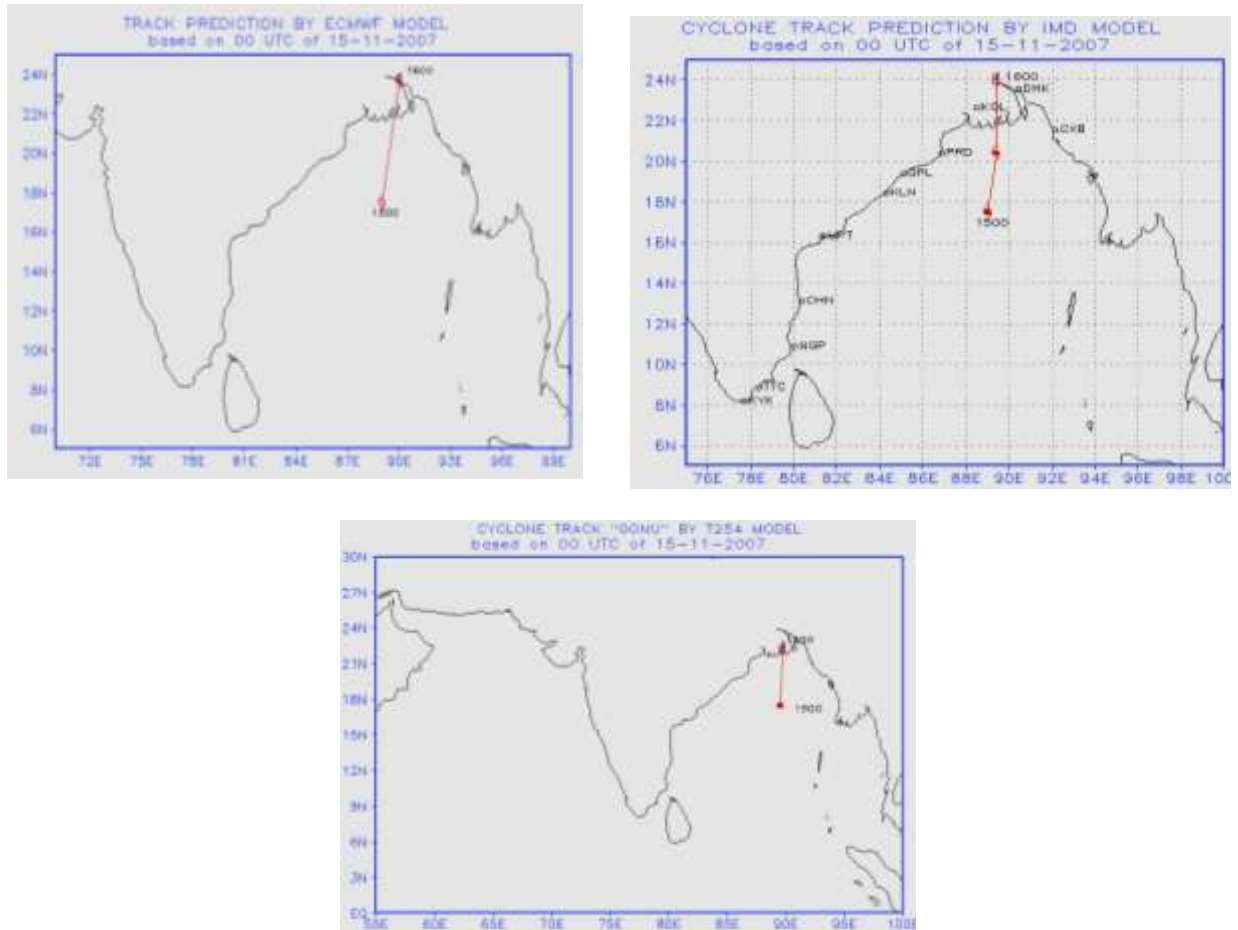 TRACK PREDICTION BY ECMWF MODEL
based on 00 UTC of 15-11-2007
24N
22N
20N
18N
16N
14N
12N
10N
8N
6N
72E 75E 78E 81E 84E 87E 90E 93E 96E 99E
1600
1500
CYCLONE TRACK PREDICTION BY IMD MODEL
based on 00 UTC of 15-11-2007
24N
22N
20N
18N
16N
14N
12N
10N
8N
6N
76E 78E 80E 82E 84E 86E 88E 90E 92E 94E 96E 98E 100
1600
DHK
KOL
CXB
PRD
GPL
KLN
1500
CHN
NGP
CYCLONE TRACK "GONU" BY T254 MODEL
based on 00 UTC of 15-11-2007
30N
27N
24N
21N
18N
15N
12N
9N
6N
3N
EQ
55E 60E 65E 70E 75E 80E 85E 90E 95E 100E
1500